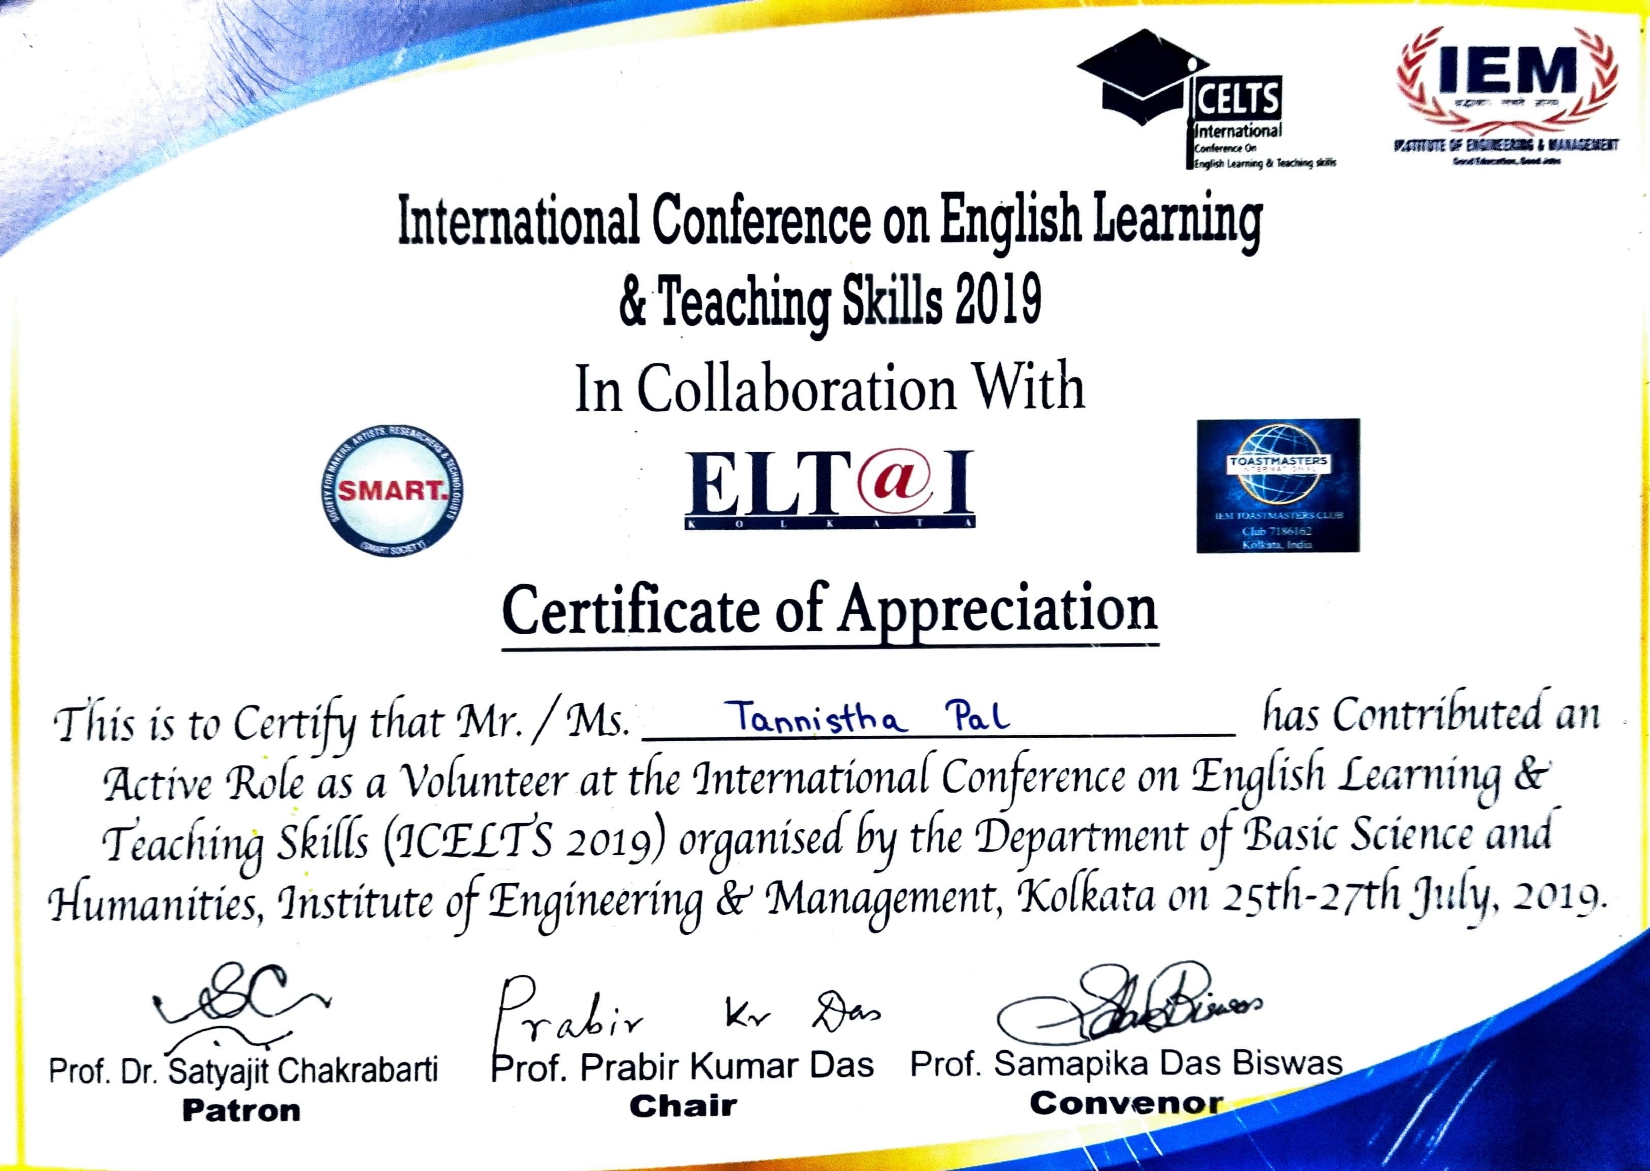 CELTS
International
Conference On
English Learning & Teaching skills
IEM
INSTITUTE OF ENGINEERING & MANAGEMENT
Good Education, Good Jobs
International Conference on English Learning
& Teaching Skills 2019
In Collaboration With
SOCIETY FOR MAKERS, ARTISTS, RESEARCHERS & TECHNOLOGISTS
SMART.
(SMART SOCIETY)
ELT@I
KOLKATA
TOASTMASTERS
INTERNATIONAL
IEM TOASTMASTERS CLUB
Club 7186162
Kolkata, India
Certificate of Appreciation
This is to Certify that Mr. / Ms. Tannistha Pal has Contributed an
Active Role as a Volunteer at the International Conference on English Learning &
Teaching Skills (ICELTS 2019) organised by the Department of Basic Science and
Humanities, Institute of Engineering & Management, Kolkata on 25th-27th July, 2019.
Prabir Kr Das
Prof. Dr. Satyajit Chakrabarti
Prof. Prabir Kumar Das
Prof. Samapika Das Biswas
Patron
Chair
Convenor